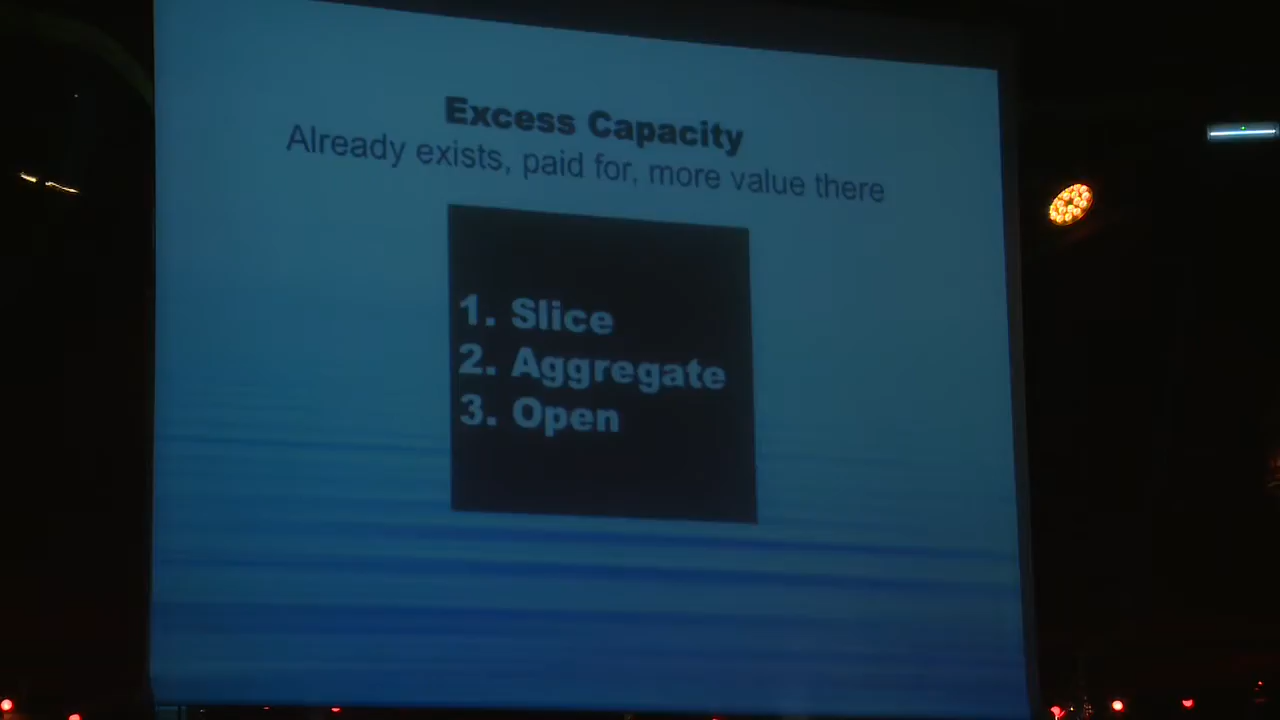 Excess Capacity
Already exists, paid for, more value there
1. Slice
2. Aggregate
3. Open